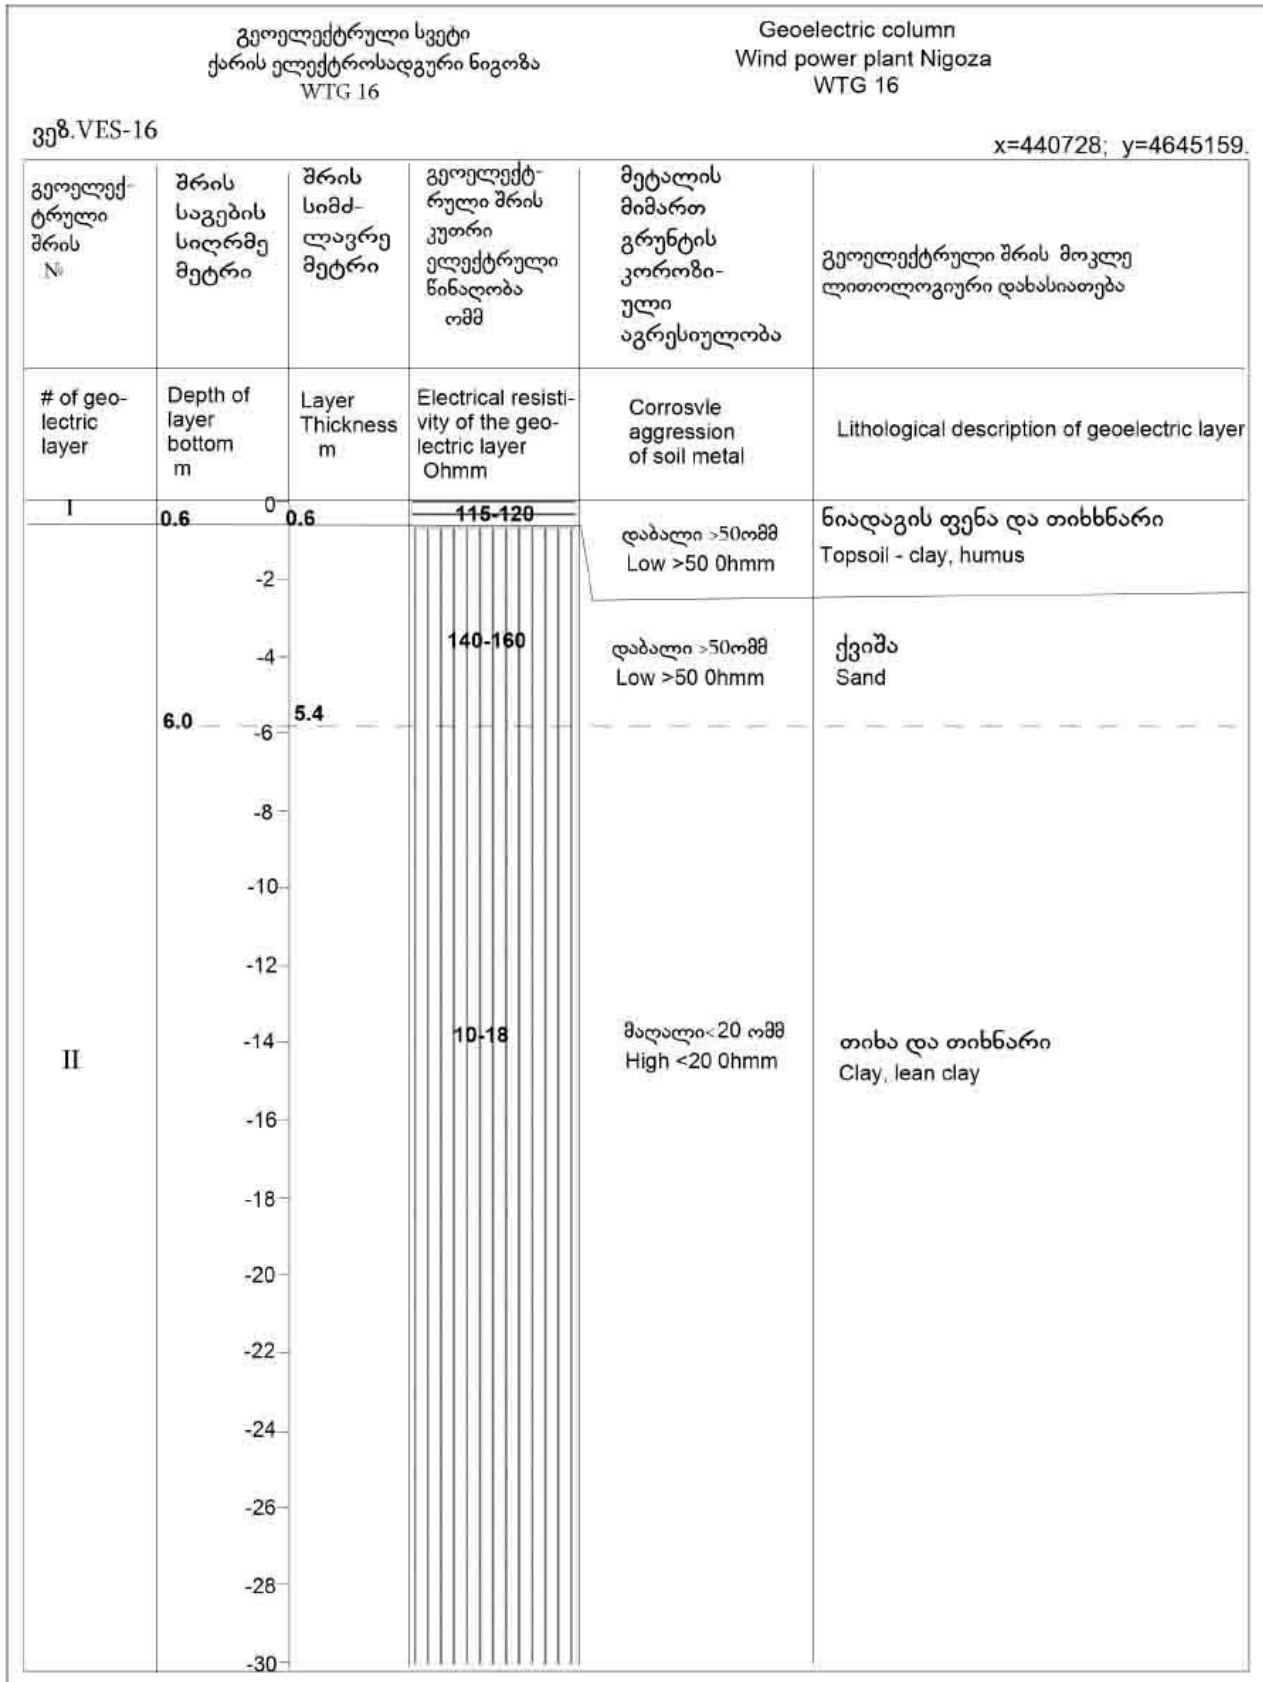 გეოელექტრული სვეტი
ქარის ელექტროსადგური ნიგოზა
WTG 16
Geoelectric column
Wind power plant Nigoza
WTG 16
ვეზ.VES-16
x=440728; y=4645159.
გეოელექ-
ტრული
შრის
№
შრის
საგების
სიღრმე
მეტრი
შრის
სიმძ-
ლავრე
მეტრი
გეოელექტ-
რული შრის
კუთრი
ელექტრული
წინაღობა
ომმ
მეტალის
მიმართ
გრუნტის
კოროზი-
ული
აგრესიულობა
გეოელექტრული შრის მოკლე
ლითოლოგიური დახასიათება
# of geo-
lectric
layer
Depth of
layer
bottom
m
Layer
Thickness
m
Electrical resisti-
vity of the geo-
lectric layer
Ohmm
Corrosvle
aggression
of soil metal
Lithological description of geoelectric layer
I
0.6
0
0.6
115-120
დაბალი >50ომმ
Low >50 0hmm
ნიადაგის ფენა და თიხხნარი
Topsoil - clay, humus
-2
140-160
-4
დაბალი >50ომმ
Low >50 0hmm
ქვიშა
Sand
6.0
5.4
-6
-8
-10
-12
II
-14
10-18
მაღალი<20 ომმ
High <20 0hmm
თიხა და თიხნარი
Clay, lean clay
-16
-18
-20
-22
-24
-26
-28
-30